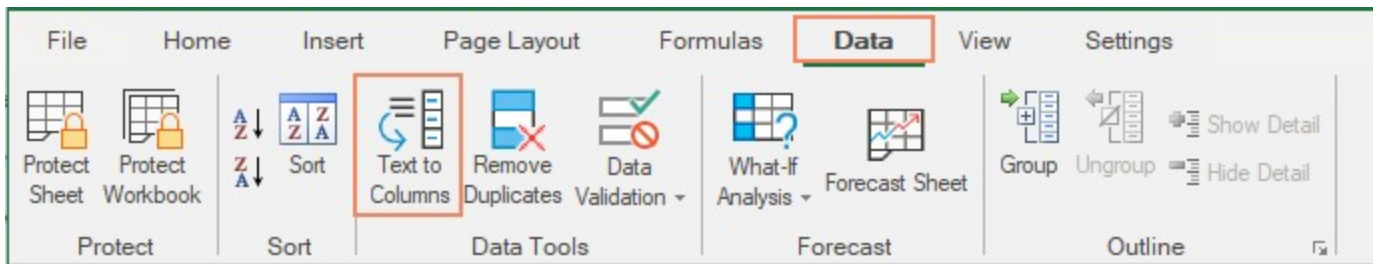 File Home Insert Page Layout Formulas Data View Settings
Protect Sheet
Protect Workbook
A Z
Z A
A Z
Z A
Sort
Text to Columns
Remove Duplicates
Data Validation
What-If Analysis
Forecast Sheet
Group
Ungroup
Show Detail
Hide Detail
Protect Sort Data Tools Forecast Outline